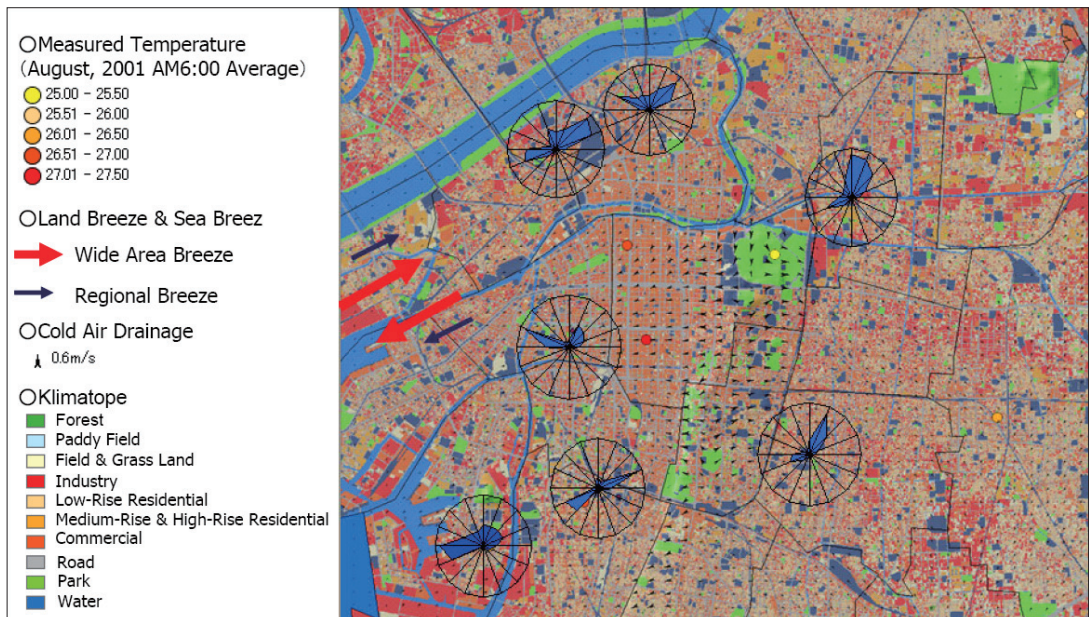 ○Measured Temperature
(August, 2001 AM6:00 Average)
25.00 - 25.50
25.51 - 26.00
26.01 - 26.50
26.51 - 27.00
27.01 - 27.50
○Land Breeze & Sea Breez
Wide Area Breeze
Regional Breeze
○Cold Air Drainage
0.6m/s
○Klimatope
Forest
Paddy Field
Field & Grass Land
Industry
Low-Rise Residential
Medium-Rise & High-Rise Residential
Commercial
Road
Park
Water